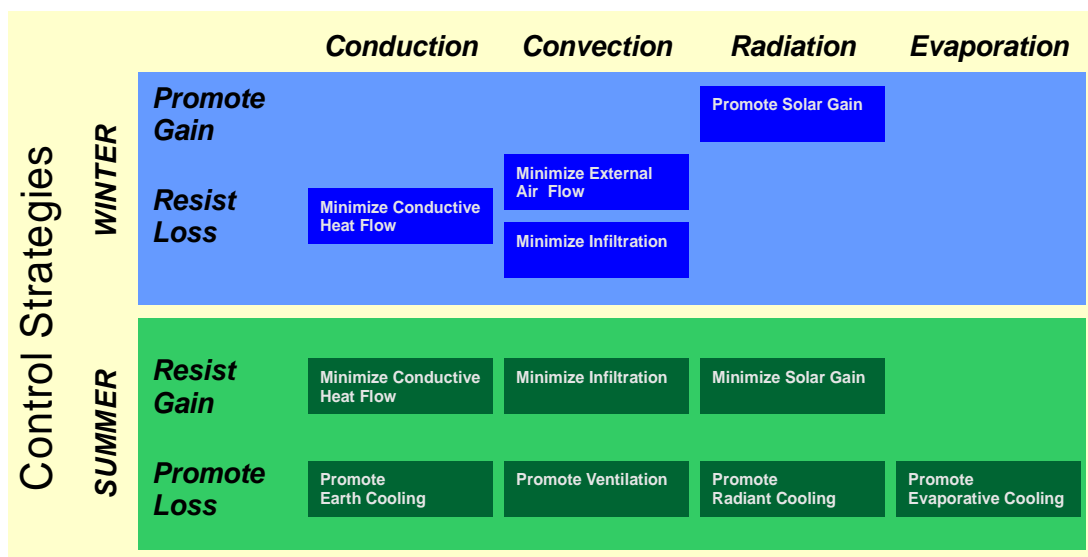 Conduction Convection Radiation Evaporation
Control Strategies
WINTER
Promote
Gain
Promote Solar Gain
Resist
Loss
Minimize Conductive
Heat Flow
Minimize External
Air Flow
Minimize Infiltration
SUMMER
Resist
Gain
Minimize Conductive
Heat Flow
Minimize Infiltration
Minimize Solar Gain
Promote
Loss
Promote
Earth Cooling
Promote Ventilation
Promote
Radiant Cooling
Promote
Evaporative Cooling